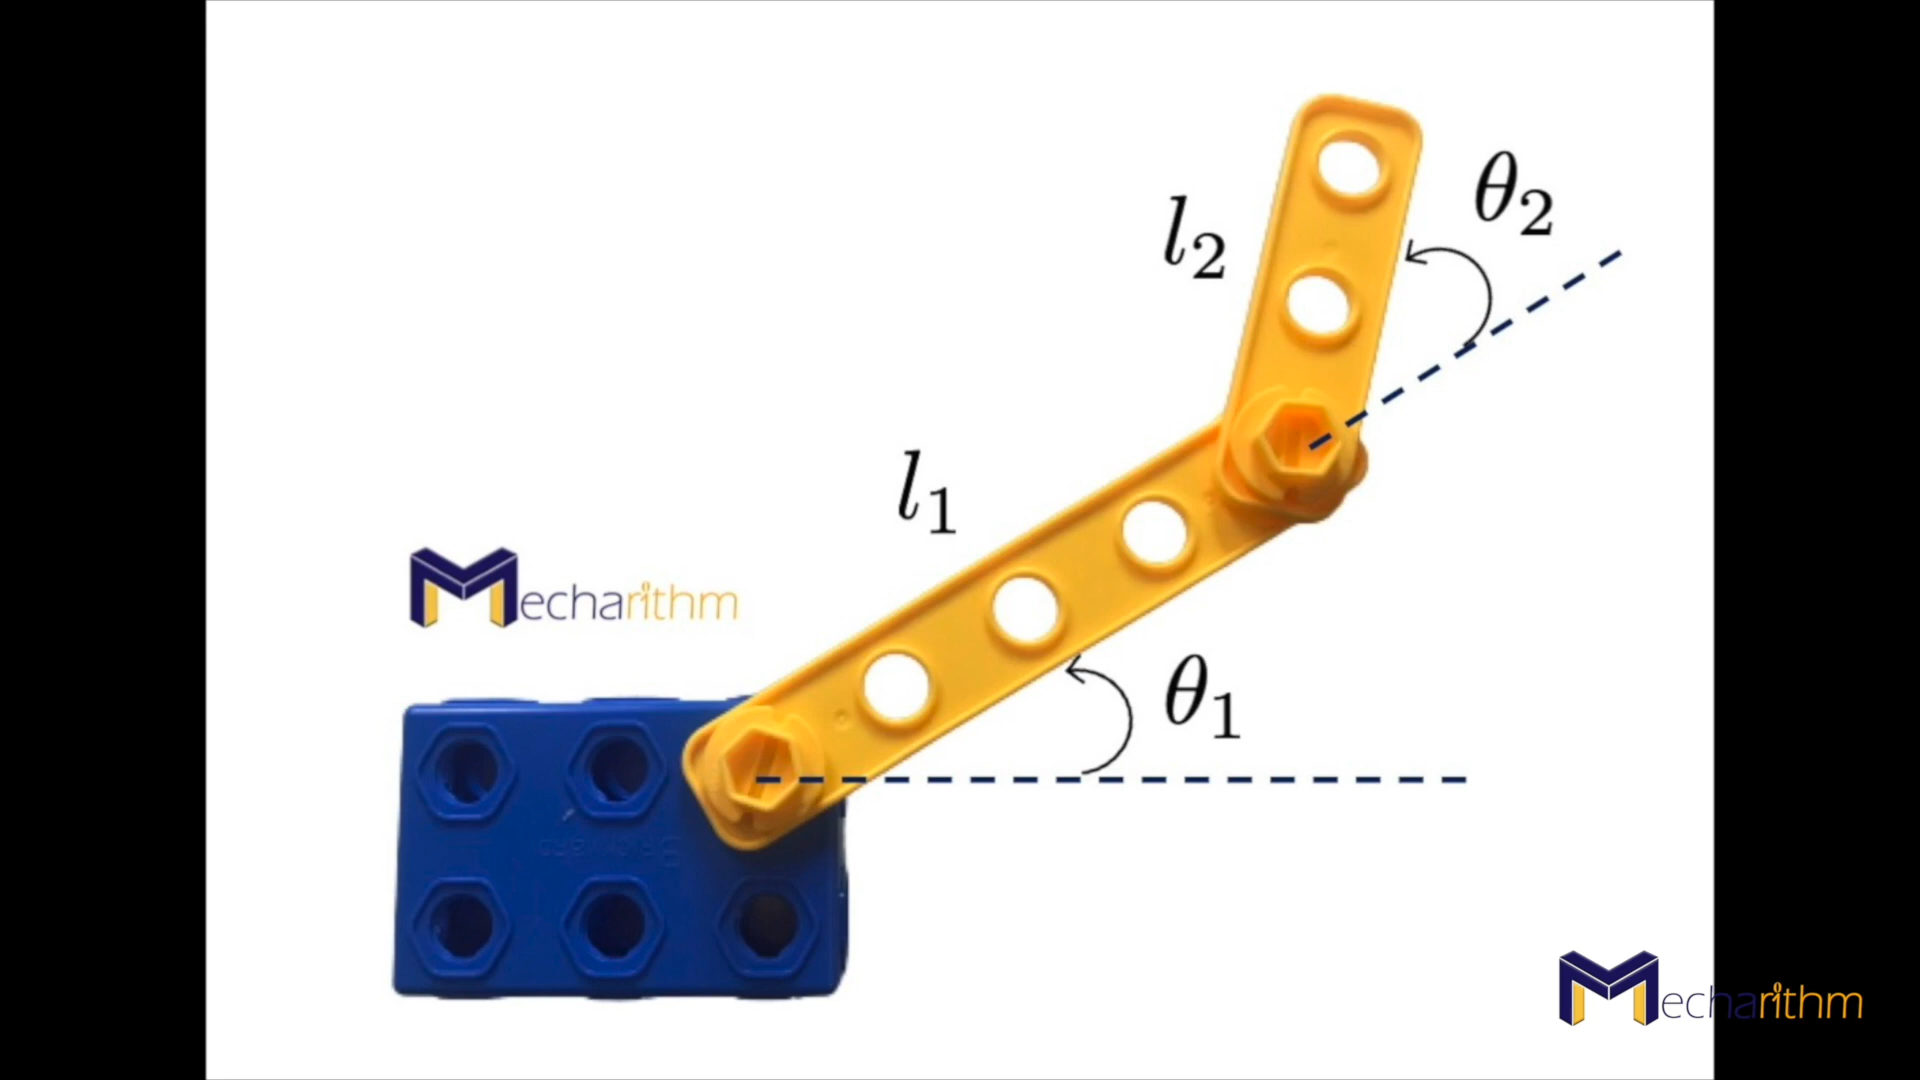 θ₂
l₂
l₁
Mecharithm
θ₁
Mecharithm